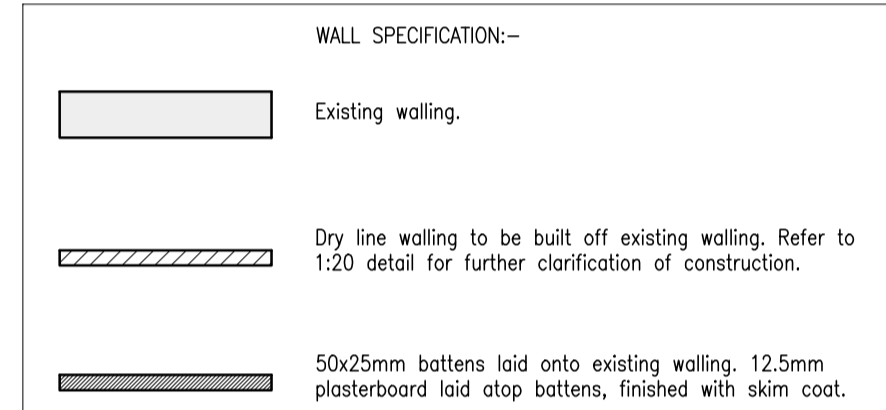 WALL SPECIFICATION:–
Existing walling.
Dry line walling to be built off existing walling. Refer to
1:20 detail for further clarification of construction.
50x25mm battens laid onto existing walling. 12.5mm
plasterboard laid atop battens, finished with skim coat.